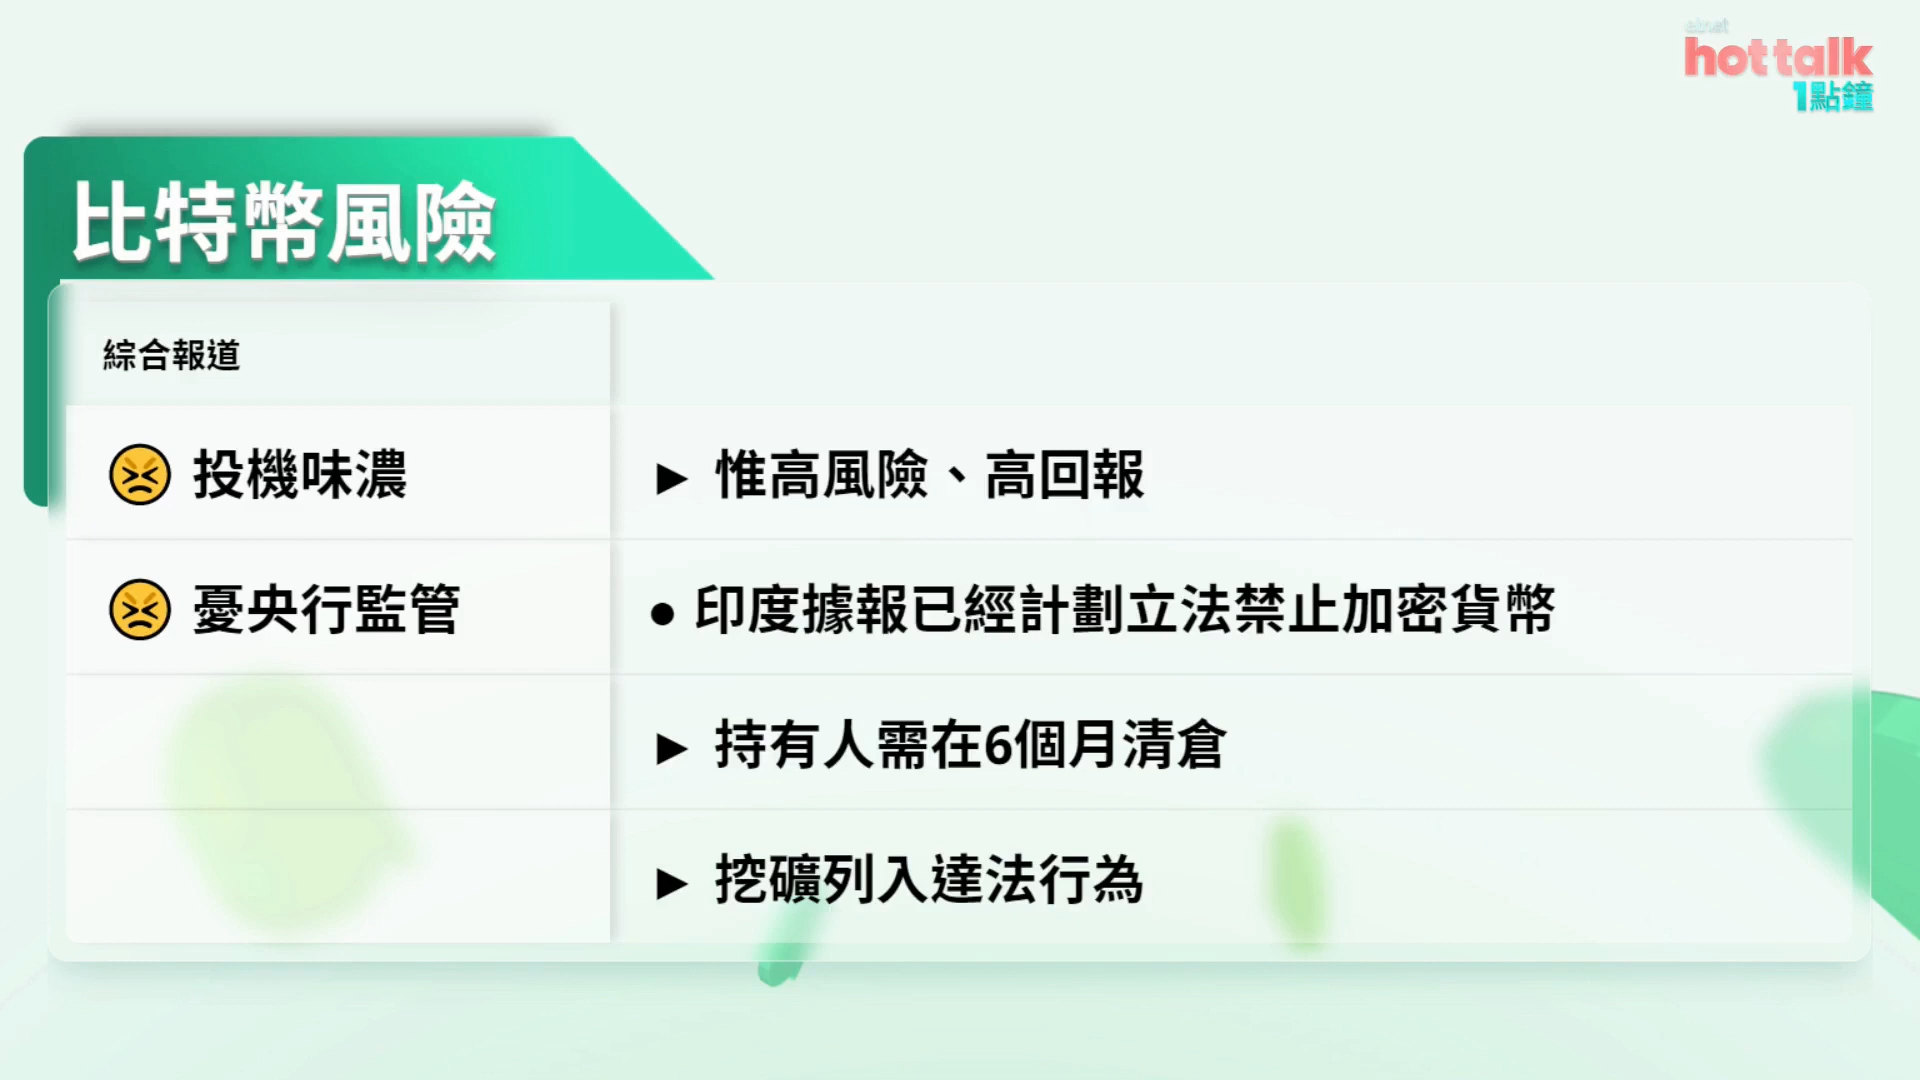 etnet
hot talk
1點鐘
比特幣風險
綜合報道
投機味濃
► 惟高風險、高回報
憂央行監管
● 印度據報已經計劃立法禁止加密貨幣
► 持有人需在6個月清倉
► 挖礦列入達法行為